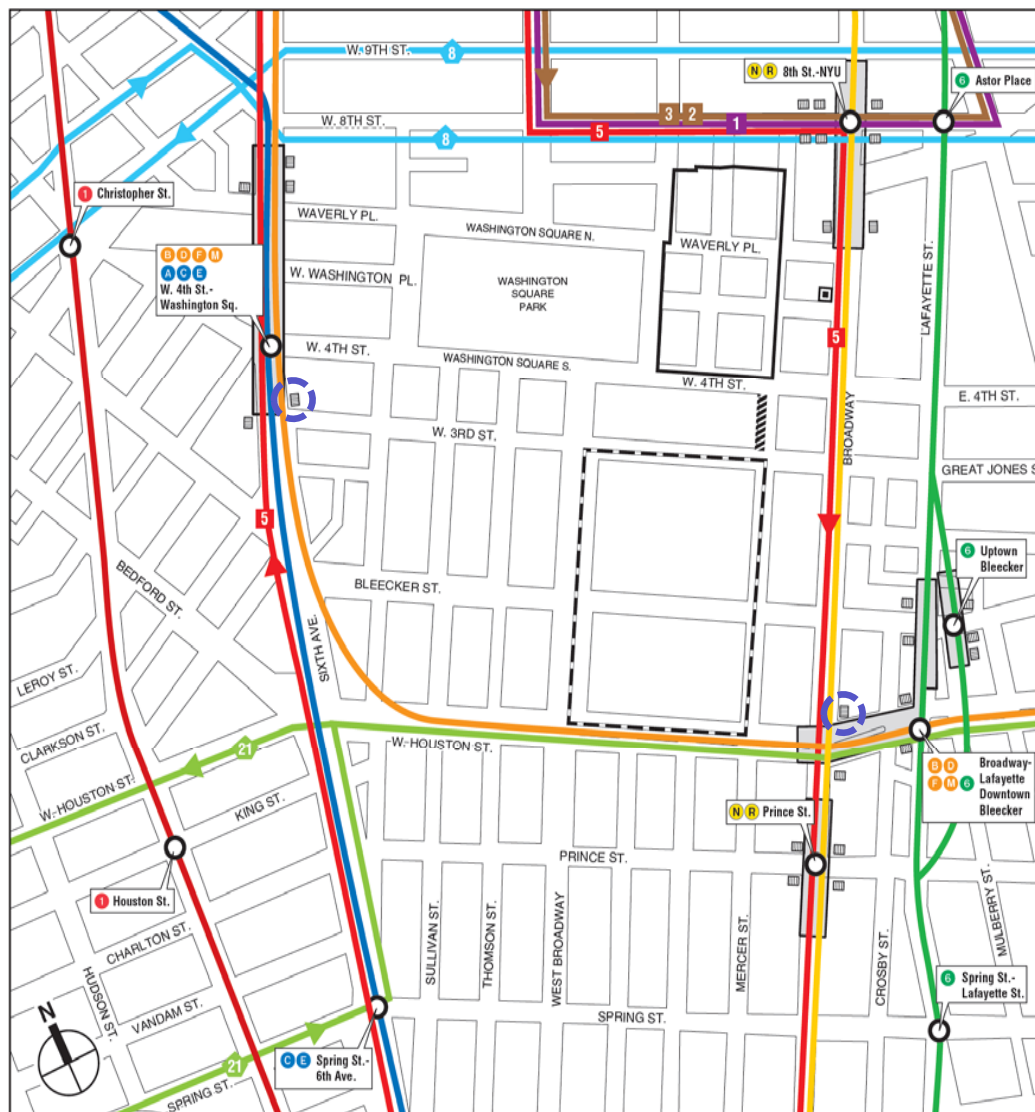 W. 9TH ST.
8
N R 8th St.-NYU
6 Astor Place
W. 8TH ST.
3 2
1
5
8
1 Christopher St.
WAVERLY PL.
WASHINGTON SQUARE N.
WAVERLY PL.
LAFAYETTE ST.
B D F M
A C E
W. 4th St.-
Washington Sq.
W. WASHINGTON PL.
WASHINGTON
SQUARE
PARK
5
W. 4TH ST.
WASHINGTON SQUARE S.
W. 4TH ST.
E. 4TH ST.
W. 3RD ST.
BROADWAY
GREAT JONES S
5
BEDFORD ST.
BLEECKER ST.
6 Uptown
Bleecker
SIXTH AVE.
LEROY ST.
CLARKSON ST.
21
W. HOUSTON ST.
W. HOUSTON ST.
B D
F M 6
Broadway-
Lafayette
Downtown
Bleecker
KING ST.
N R Prince St.
PRINCE ST.
1 Houston St.
CHARLTON ST.
SULLIVAN ST.
THOMSON ST.
WEST BROADWAY
MERCER ST.
CROSBY ST.
MULBERRY ST.
HUDSON ST.
VANDAM ST.
6 Spring St.-
Lafayette St.
N
SPRING ST.
C E Spring St.-
6th Ave.
21
SPRING ST.